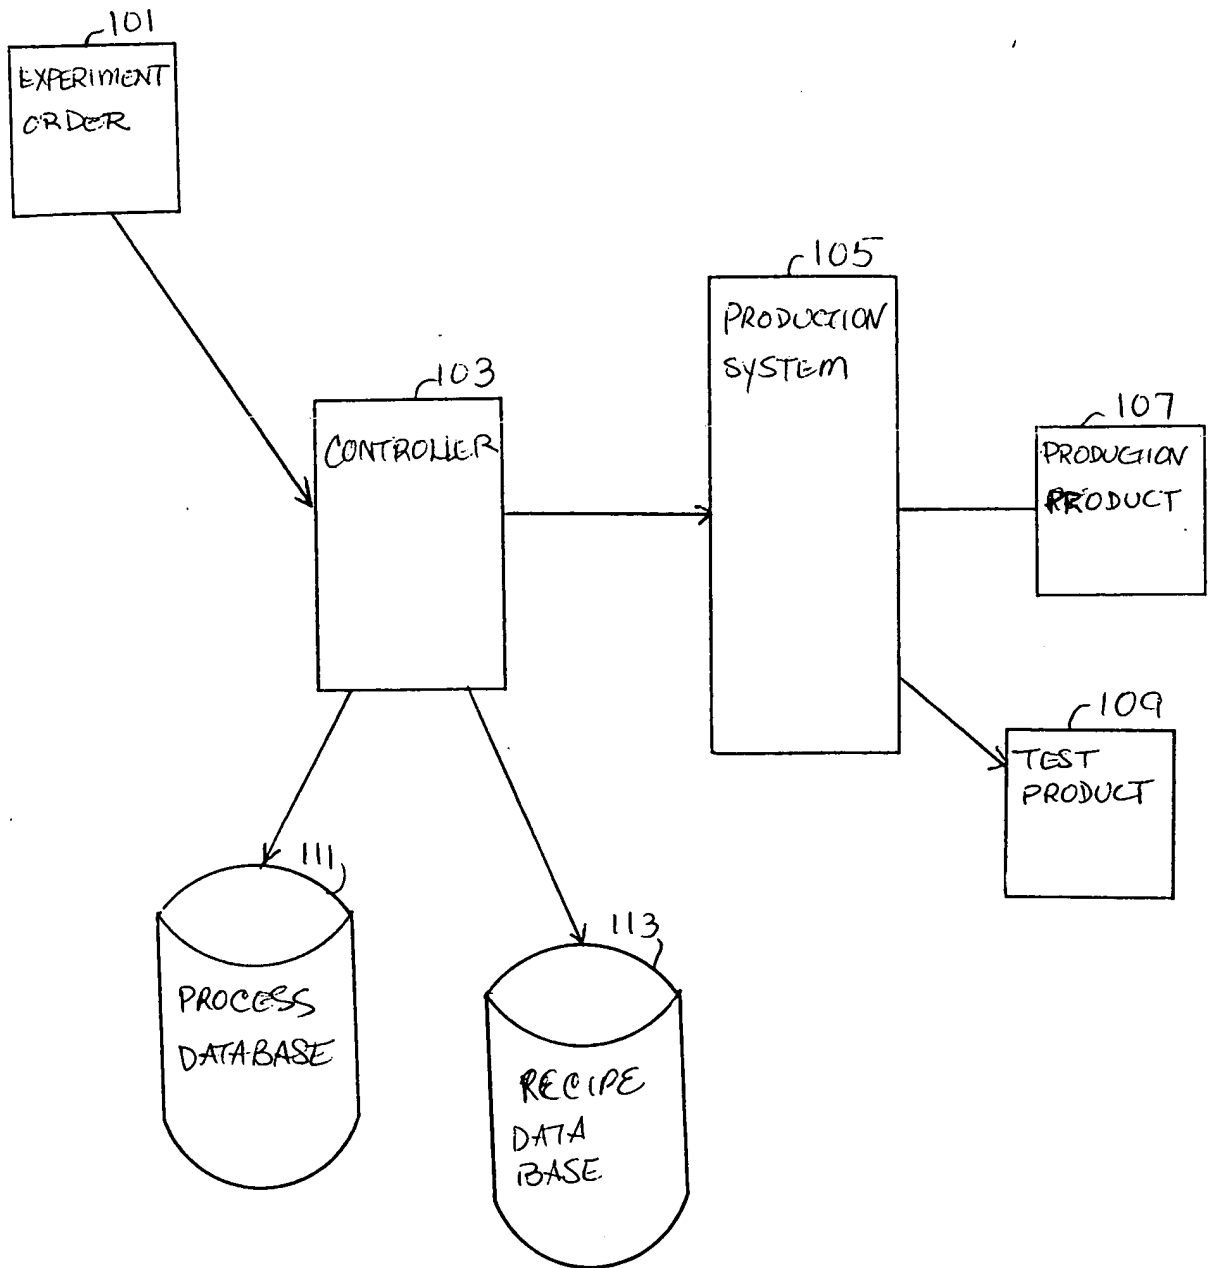 101
EXPERIMENT
ORDER
105
PRODUCTION
SYSTEM
103
CONTROLLER
107
PRODUCTION
PRODUCT
109
TEST
PRODUCT
111
PROCESS
DATABASE
113
RECIPE
DATA
BASE